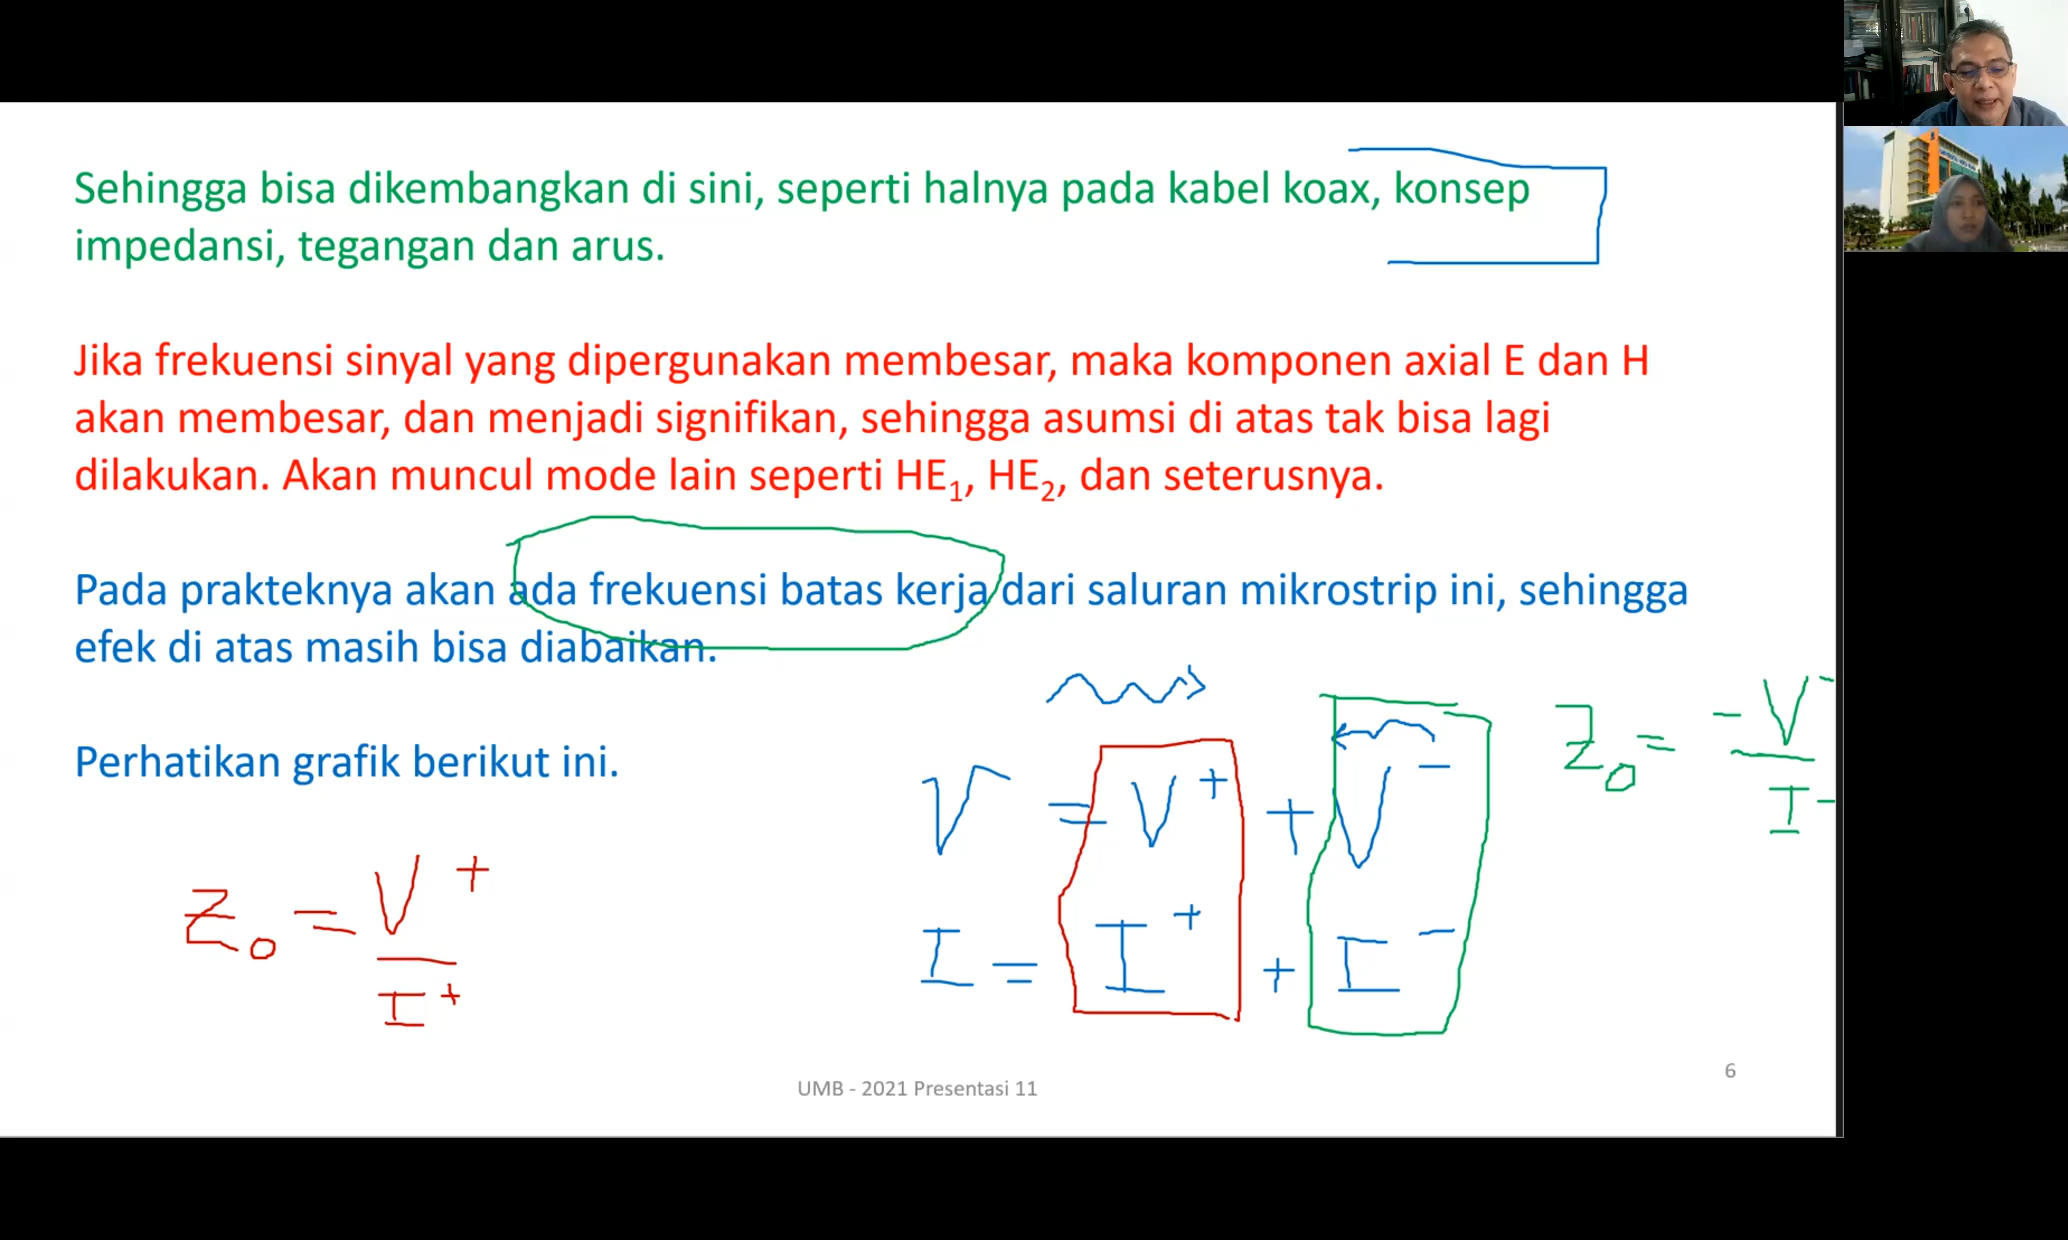 Sehingga bisa dikembangkan di sini, seperti halnya pada kabel koax, konsep
impedansi, tegangan dan arus.
Jika frekuensi sinyal yang dipergunakan membesar, maka komponen axial E dan H
akan membesar, dan menjadi signifikan, sehingga asumsi di atas tak bisa lagi
dilakukan. Akan muncul mode lain seperti HE₁, HE₂, dan seterusnya.
Pada prakteknya akan ada frekuensi batas kerja dari saluran mikrostrip ini, sehingga
efek di atas masih bisa diabaikan.
Perhatikan grafik berikut ini.
Z₀ = V⁺ / I⁺
V = V⁺ + V⁻
I = I⁺ + I⁻
Z₀ = -V⁻ / I⁻
UMB - 2021 Presentasi 11
6